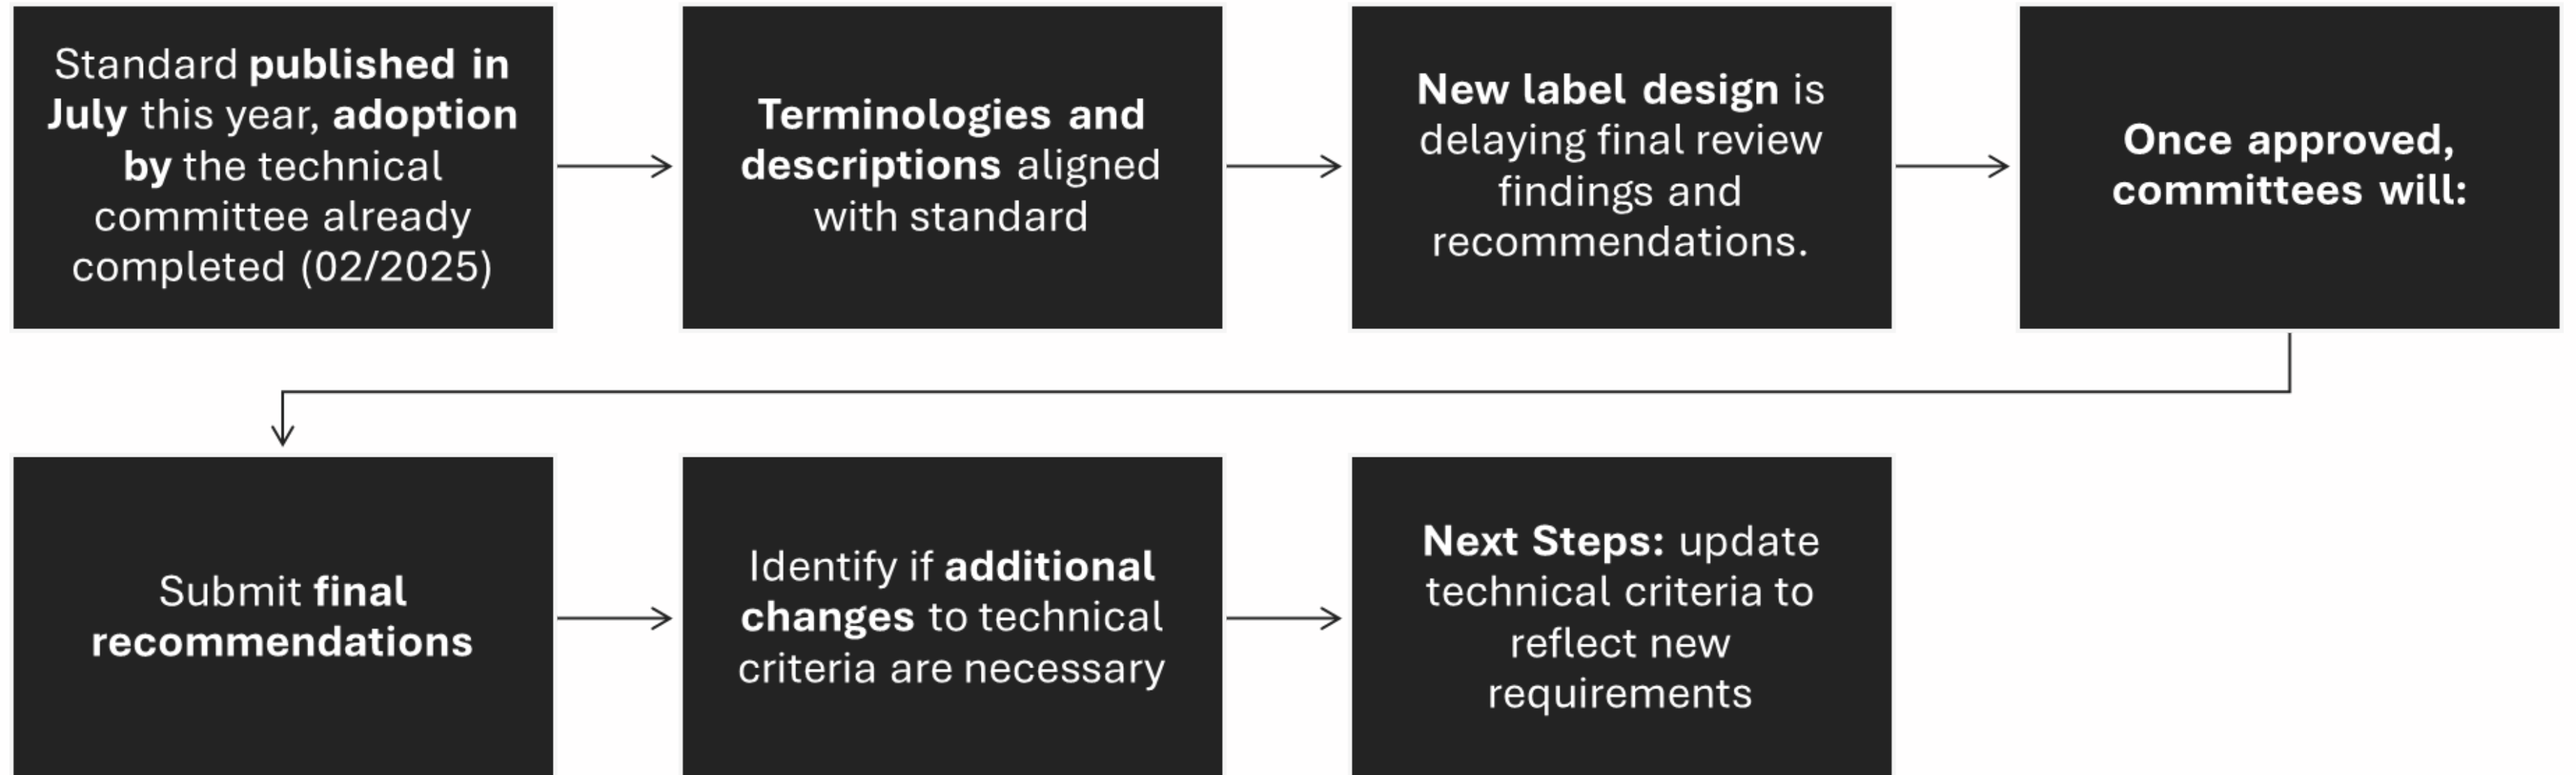 Standard published in
July this year, adoption
by the technical
committee already
completed (02/2025)
Terminologies and
descriptions aligned
with standard
New label design is
delaying final review
findings and
recommendations.
Once approved,
committees will:
Submit final
recommendations
Identify if additional
changes to technical
criteria are necessary
Next Steps: update
technical criteria to
reflect new
requirements